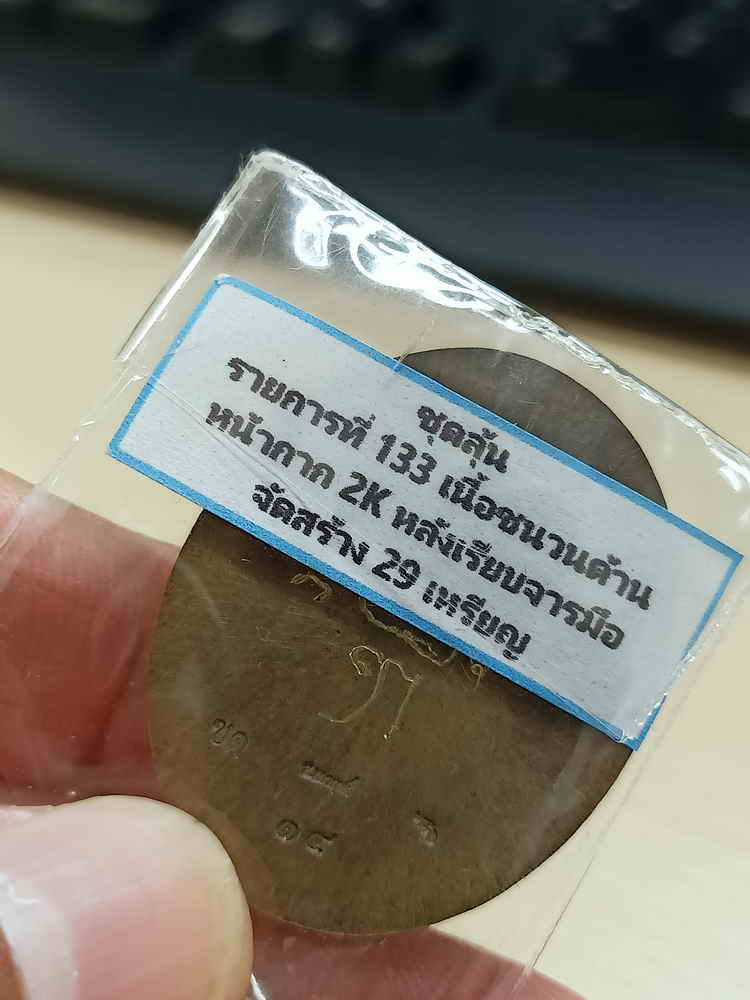 ชุดลุ้น
รายการที่ 133 เนื้อชนวนด้าน
หน้ากาก 2K หลังเรียบจารมือ
จัดสร้าง 29 เหรียญ
๑๘